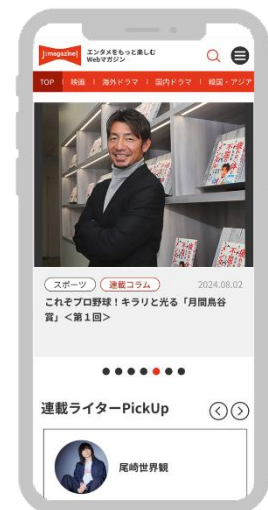 [magazine]
エンタメをもっと楽しむ
Webマガジン
TOP | 映画 | 海外ドラマ | 国内ドラマ | 韓国・アジア
スポーツ 連載コラム 2024.08.02
これぞプロ野球！キラリと光る「月間鳥谷
賞」＜第１回＞
連載ライターPickUp
尾崎世界観